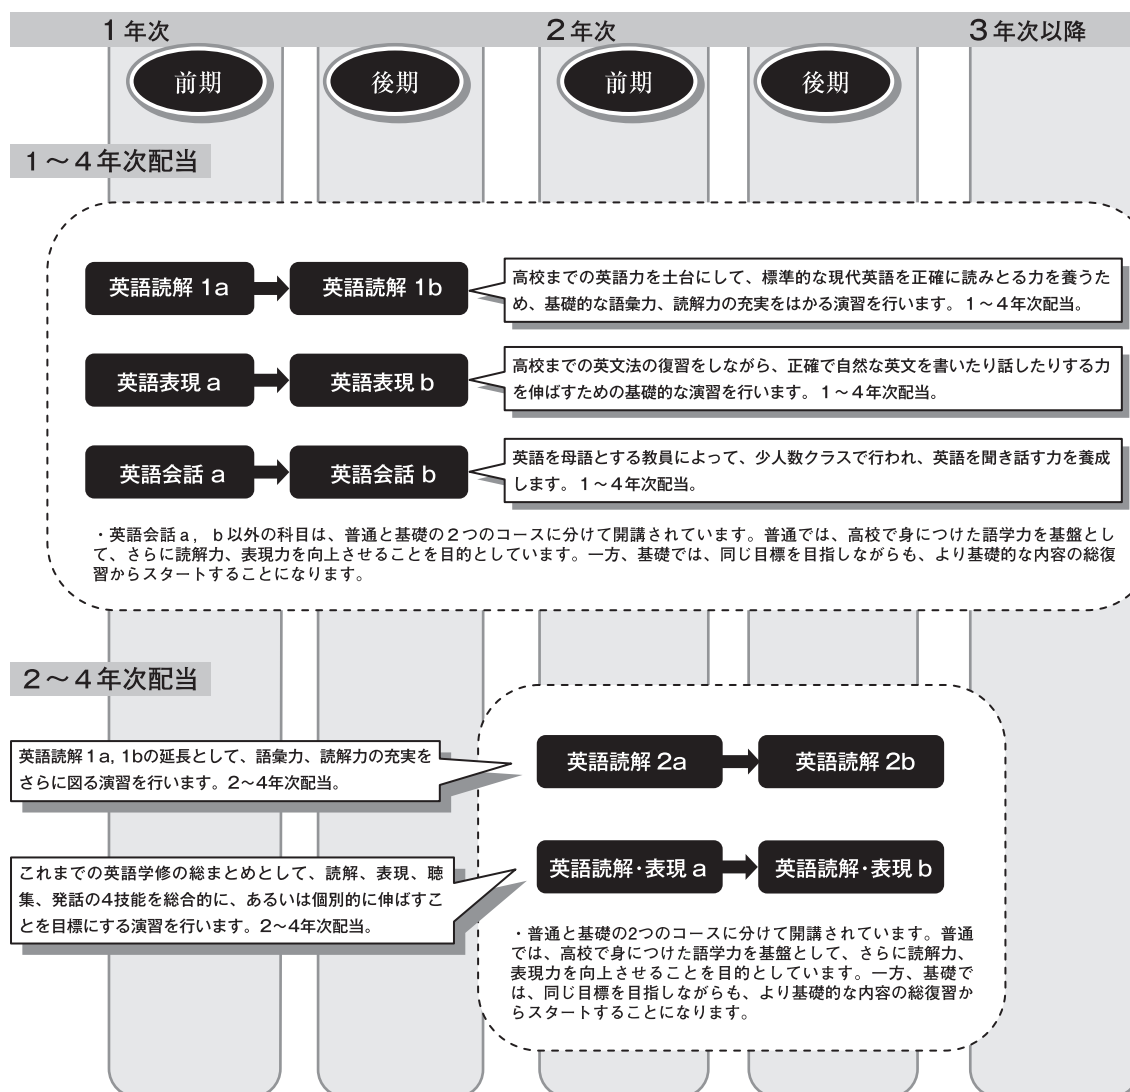 1年次
2年次
3年次以降
前期
後期
前期
後期
1～4年次配当
英語読解 1a
英語読解 1b
高校までの英語力を土台にして、標準的な現代英語を正確に読みとる力を養うた
め、基礎的な語彙力、読解力の充実をはかる演習を行います。1～4年次配当。
英語表現 a
英語表現 b
高校までの英文法の復習をしながら、正確で自然な英文を書いたり話したりする力
を伸ばすための基礎的な演習を行います。1～4年次配当。
英語会話 a
英語会話 b
英語を母語とする教員によって、少人数クラスで行われ、英語を聞き話す力を養成
します。1～4年次配当。
・英語会話a, b以外の科目は、普通と基礎の2つのコースに分けて開講されています。普通では、高校で身につけた語学力を基盤とし
て、さらに読解力、表現力を向上させることを目的としています。一方、基礎では、同じ目標を目指しながらも、より基礎的な内容の総復
習からスタートすることになります。
2～4年次配当
英語読解1a, 1bの延長として、語彙力、読解力の充実を
さらに図る演習を行います。2～4年次配当。
英語読解 2a
英語読解 2b
これまでの英語学修の総まとめとして、読解、表現、聴
集、発話の4技能を総合的に、あるいは個別的に伸ばすこ
とを目標にする演習を行います。2～4年次配当。
英語読解・表現 a
英語読解・表現 b
・普通と基礎の2つのコースに分けて開講されています。普通
では、高校で身につけた語学力を基盤として、さらに読解力、
表現力を向上させることを目的としています。一方、基礎で
は、同じ目標を目指しながらも、より基礎的な内容の総復習か
らスタートすることになります。